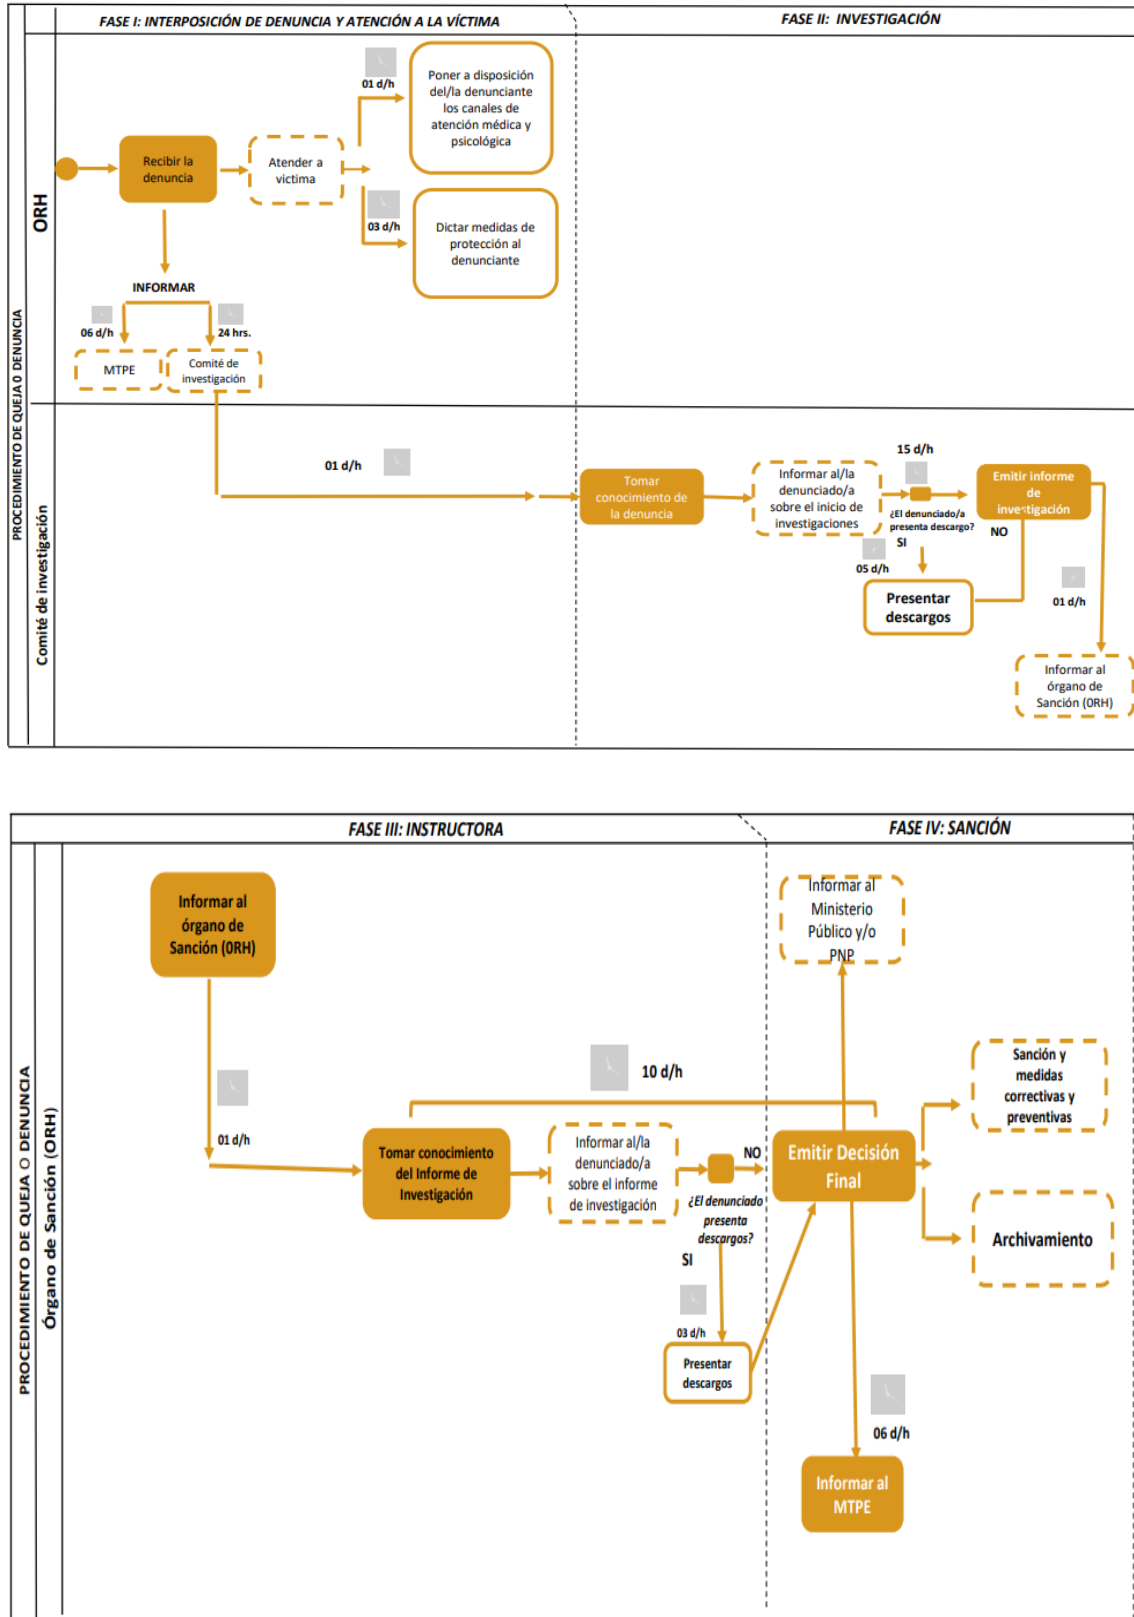 FASE I: INTERPOSICIÓN DE DENUNCIA Y ATENCIÓN A LA VÍCTIMA
FASE II: INVESTIGACIÓN
PROCEDIMIENTO DE QUEJA 0 DENUNCIA
ORH
Recibir la
denuncia
Atender a
victima
01 d/h
Poner a disposición
del/la denunciante
los canales de
atención médica y
psicológica
03 d/h
Dictar medidas de
protección al
denunciante
INFORMAR
06 d/h
24 hrs.
MTPE
Comité de
investigación
Comité de investigación
01 d/h
Tomar
conocimiento de
la denuncia
Informar al/la
denunciado/a
sobre el inicio de
investigaciones
15 d/h
¿El denunciado/a
presenta descargo?
SI
NO
05 d/h
Presentar
descargos
Emitir informe
de
investigación
01 d/h
Informar al
órgano de
Sanción (0RH)
FASE III: INSTRUCTORA
FASE IV: SANCIÓN
PROCEDIMIENTO DE QUEJA O DENUNCIA
Órgano de Sanción (ORH)
Informar al
órgano de
Sanción (0RH)
01 d/h
10 d/h
Tomar conocimiento
del Informe de
Investigación
Informar al/la
denunciado/a
sobre el informe
de investigación
¿El denunciado
presenta
descargos?
NO
SI
03 d/h
Presentar
descargos
Informar al
Ministerio
Público y/o
PNP
Emitir Decisión
Final
Sanción y
medidas
correctivas y
preventivas
Archivamiento
06 d/h
Informar al
MTPE